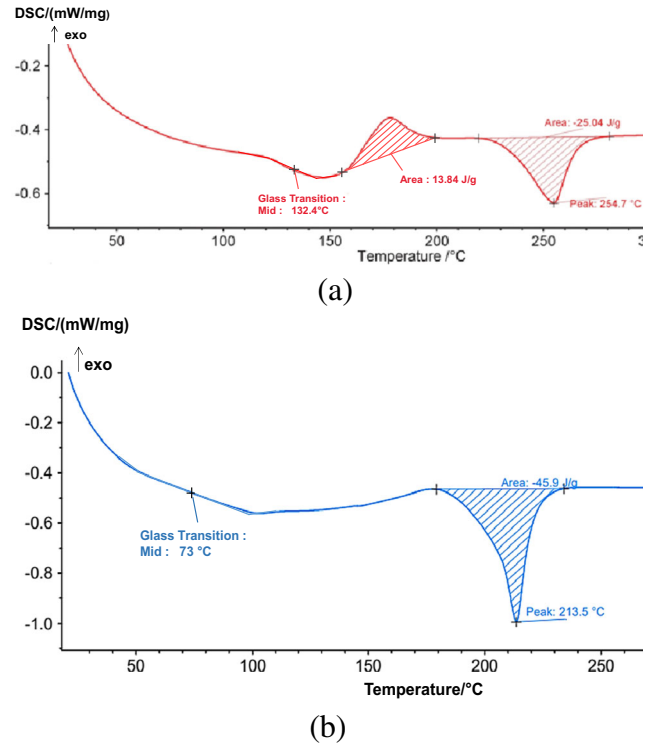 DSC/(mW/mg)
↑ exo
-0.2
-0.4
-0.6
Area: -25.04 J/g
Area : 13.84 J/g
Glass Transition :
Mid : 132.4°C
Peak: 254.7 °C
50 100 150 200 250
Temperature /°C
(a)
DSC/(mW/mg)
↑ exo
0.0
-0.2
-0.4
-0.6
-0.8
-1.0
Area: -45.9 J/g
Glass Transition :
Mid : 73 °C
Peak: 213.5 °C
50 100 150 200 250
Temperature/°C
(b)